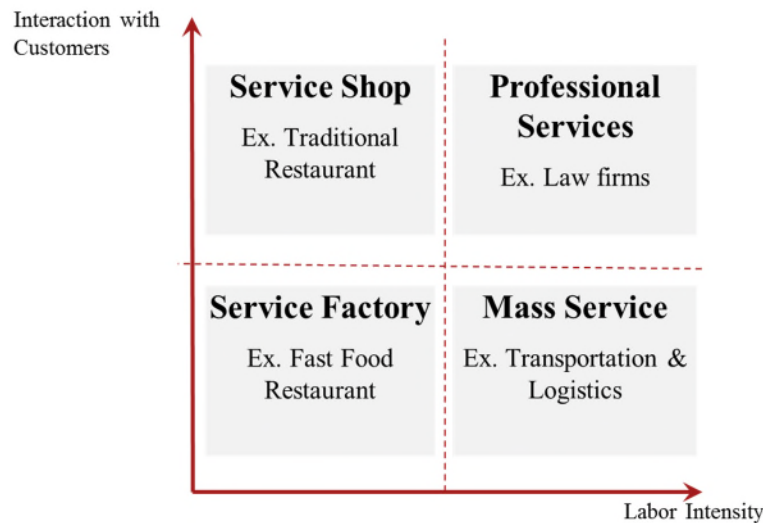 Interaction with
Customers
Service Shop
Ex. Traditional
Restaurant
Professional
Services
Ex. Law firms
Service Factory
Ex. Fast Food
Restaurant
Mass Service
Ex. Transportation &
Logistics
Labor Intensity